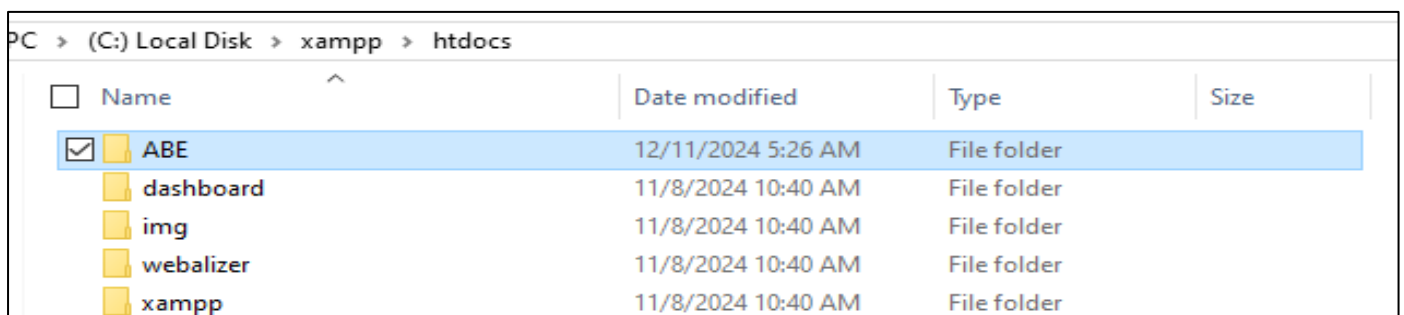 PC > (C:) Local Disk > xampp > htdocs
Name Date modified Type Size
ABE 12/11/2024 5:26 AM File folder
dashboard 11/8/2024 10:40 AM File folder
img 11/8/2024 10:40 AM File folder
webalizer 11/8/2024 10:40 AM File folder
xampp 11/8/2024 10:40 AM File folder